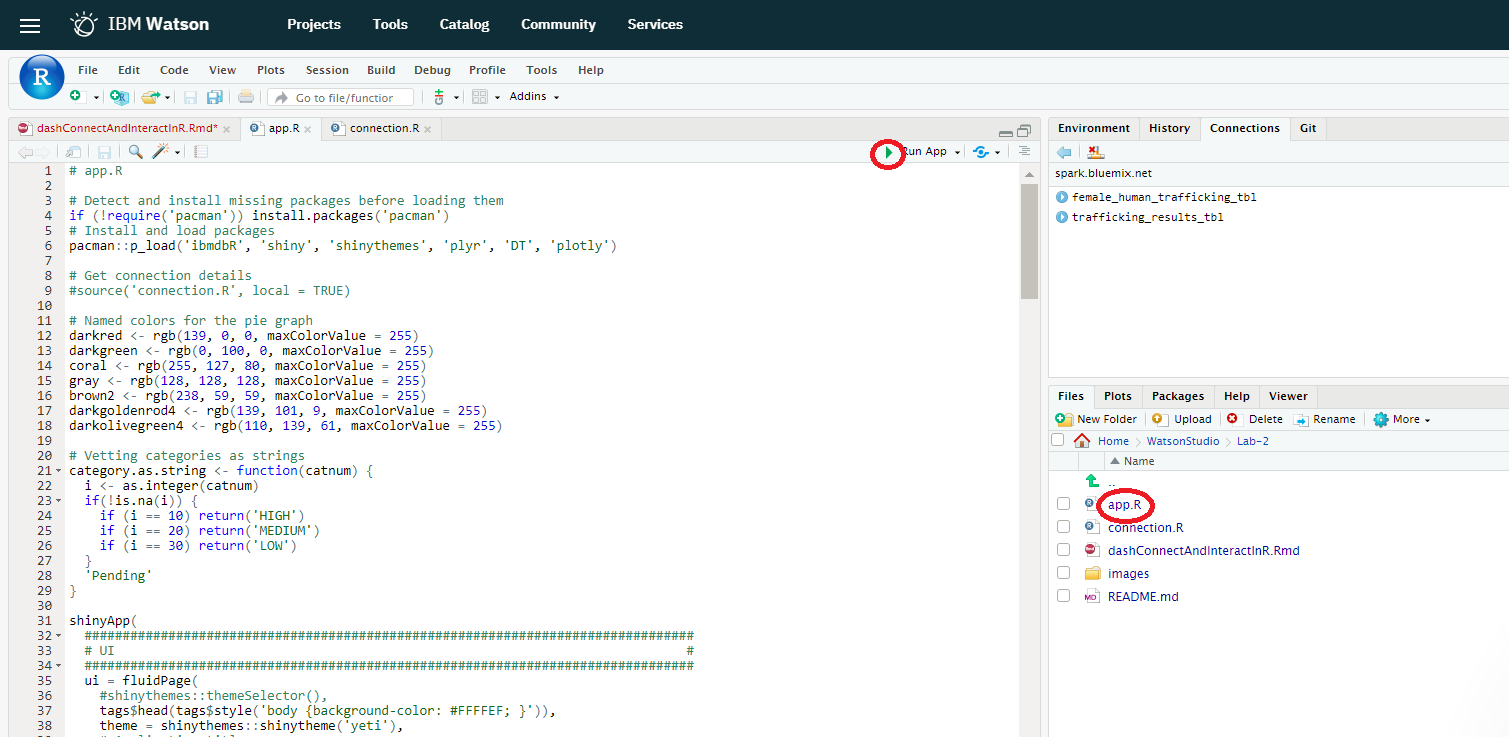 IBM Watson Projects Tools Catalog Community Services
R File Edit Code View Plots Session Build Debug Profile Tools Help
Go to file/functior Addins
dashConnectAndInteractInR.Rmd* app.R connection.R
Run App
1 # app.R
2
3 # Detect and install missing packages before loading them
4 if (!require('pacman')) install.packages('pacman')
5 # Install and load packages
6 pacman::p_load('ibmdbR', 'shiny', 'shinythemes', 'plyr', 'DT', 'plotly')
7
8 # Get connection details
9 #source('connection.R', local = TRUE)
10
11 # Named colors for the pie graph
12 darkred <- rgb(139, 0, 0, maxColorValue = 255)
13 darkgreen <- rgb(0, 100, 0, maxColorValue = 255)
14 coral <- rgb(255, 127, 80, maxColorValue = 255)
15 gray <- rgb(128, 128, 128, maxColorValue = 255)
16 brown2 <- rgb(238, 59, 59, maxColorValue = 255)
17 darkgoldenrod4 <- rgb(139, 101, 9, maxColorValue = 255)
18 darkolivegreen4 <- rgb(110, 139, 61, maxColorValue = 255)
19
20 # Vetting categories as strings
21 category.as.string <- function(catnum) {
22 i <- as.integer(catnum)
23 if(!is.na(i)) {
24 if (i == 10) return('HIGH')
25 if (i == 20) return('MEDIUM')
26 if (i == 30) return('LOW')
27 }
28 'Pending'
29 }
30
31 shinyApp(
32 #################################################################################
33 # UI #
34 #################################################################################
35 ui = fluidPage(
36 #shinythemes::themeSelector(),
37 tags$head(tags$style('body {background-color: #FFFFEF; }')),
38 theme = shinythemes::shinytheme('yeti'),
Environment History Connections Git
spark.bluemix.net
female_human_trafficking_tbl
trafficking_results_tbl
Files Plots Packages Help Viewer
New Folder Upload Delete Rename More
Home WatsonStudio Lab-2
Name
..
app.R
connection.R
dashConnectAndInteractInR.Rmd
images
README.md